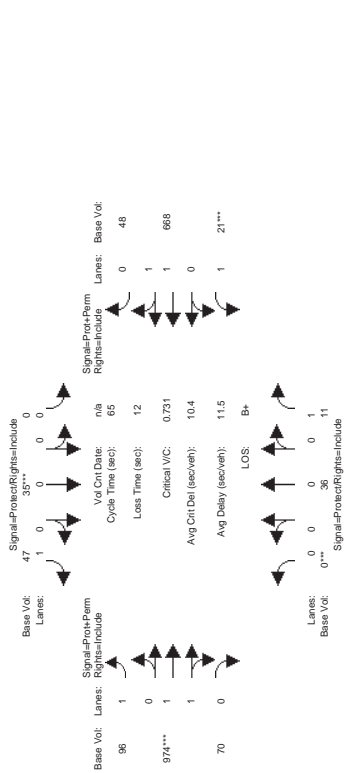 Signal=Protect/Rights=Include
Base Vol: 47 35*** 0
Lanes: 1 0 0 0 0
Signal=Prot+Perm
Rights=Include
Base Vol: Lanes:
96 1
0
974*** 1
1
70 0
Vol Cnt Date: n/a
Cycle Time (sec): 65
Loss Time (sec): 12
Critical V/C: 0.731
Avg Crit Del (sec/veh): 10.4
Avg Delay (sec/veh): 11.5
LOS: B+
Signal=Prot+Perm
Rights=Include
Lanes: Base Vol:
0 48
1
1 668
0
1 21***
Lanes: 0 0 0 0 1
Base Vol: 0*** 36 11
Signal=Protect/Rights=Include